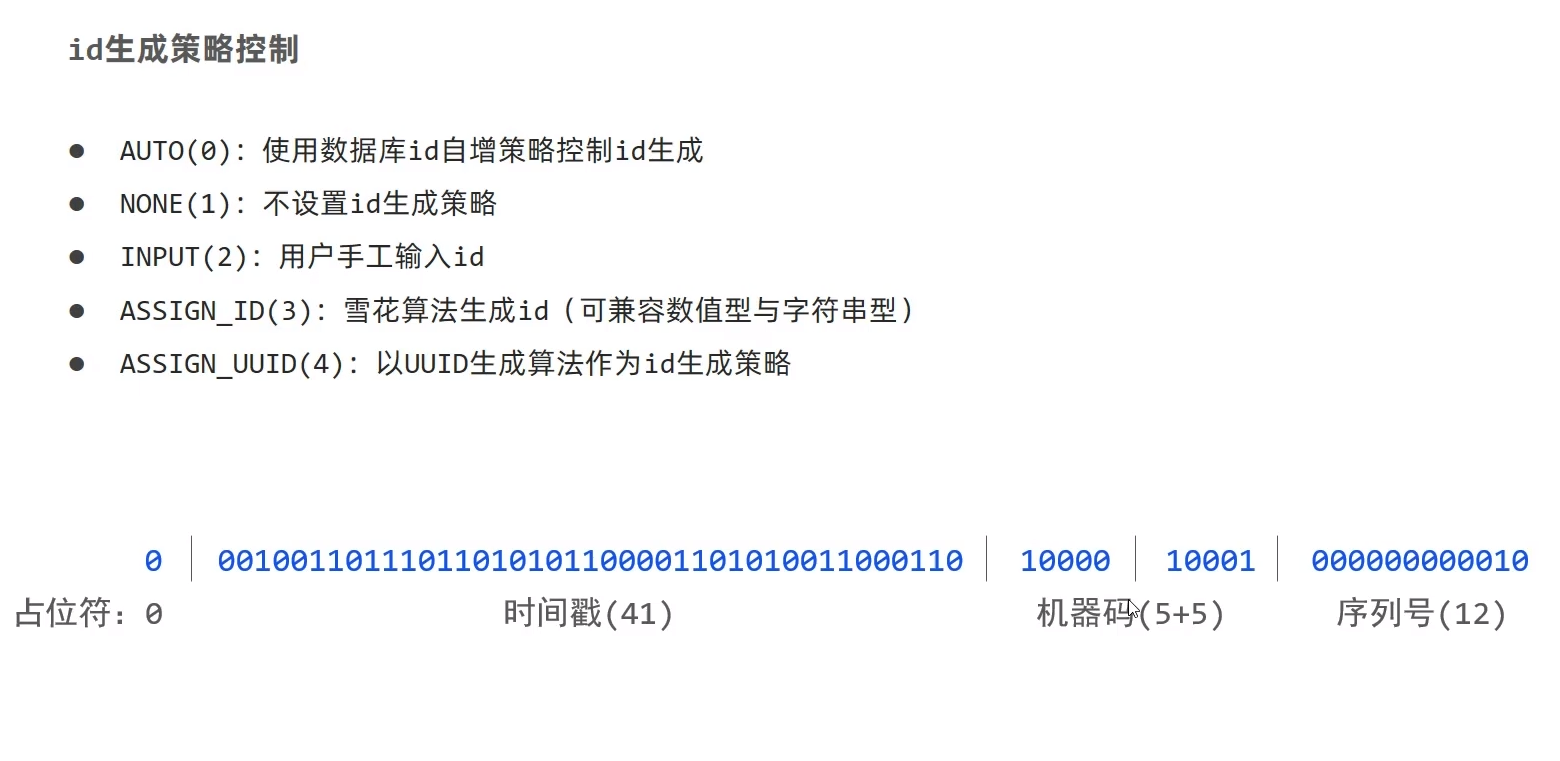 id生成策略控制
● AUTO(0)：使用数据库id自增策略控制id生成
● NONE(1)：不设置id生成策略
● INPUT(2)：用户手工输入id
● ASSIGN_ID(3)：雪花算法生成id（可兼容数值型与字符串型）
● ASSIGN_UUID(4)：以UUID生成算法作为id生成策略
0 | 00100110111011010101100001101010011000110 | 10000 | 10001 | 000000000010
占位符：0 时间戳(41) 机器码(5+5) 序列号(12)